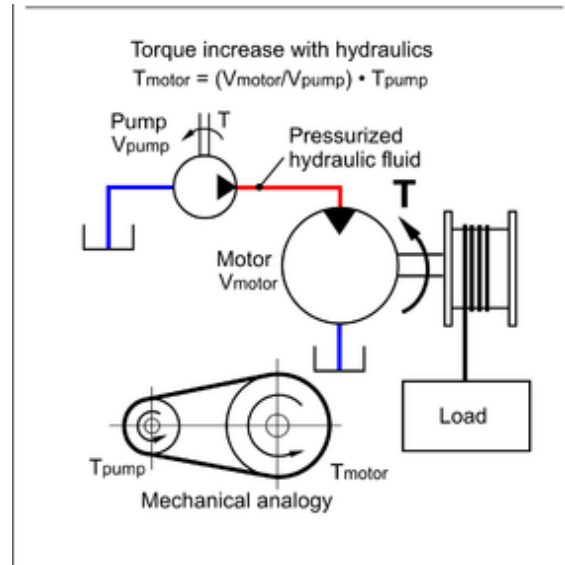 Torque increase with hydraulics
Tmotor = (Vmotor/Vpump) • Tpump
Pump
Vpump
T
Pressurized
hydraulic fluid
T
Motor
Vmotor
Load
Tpump
Tmotor
Mechanical analogy